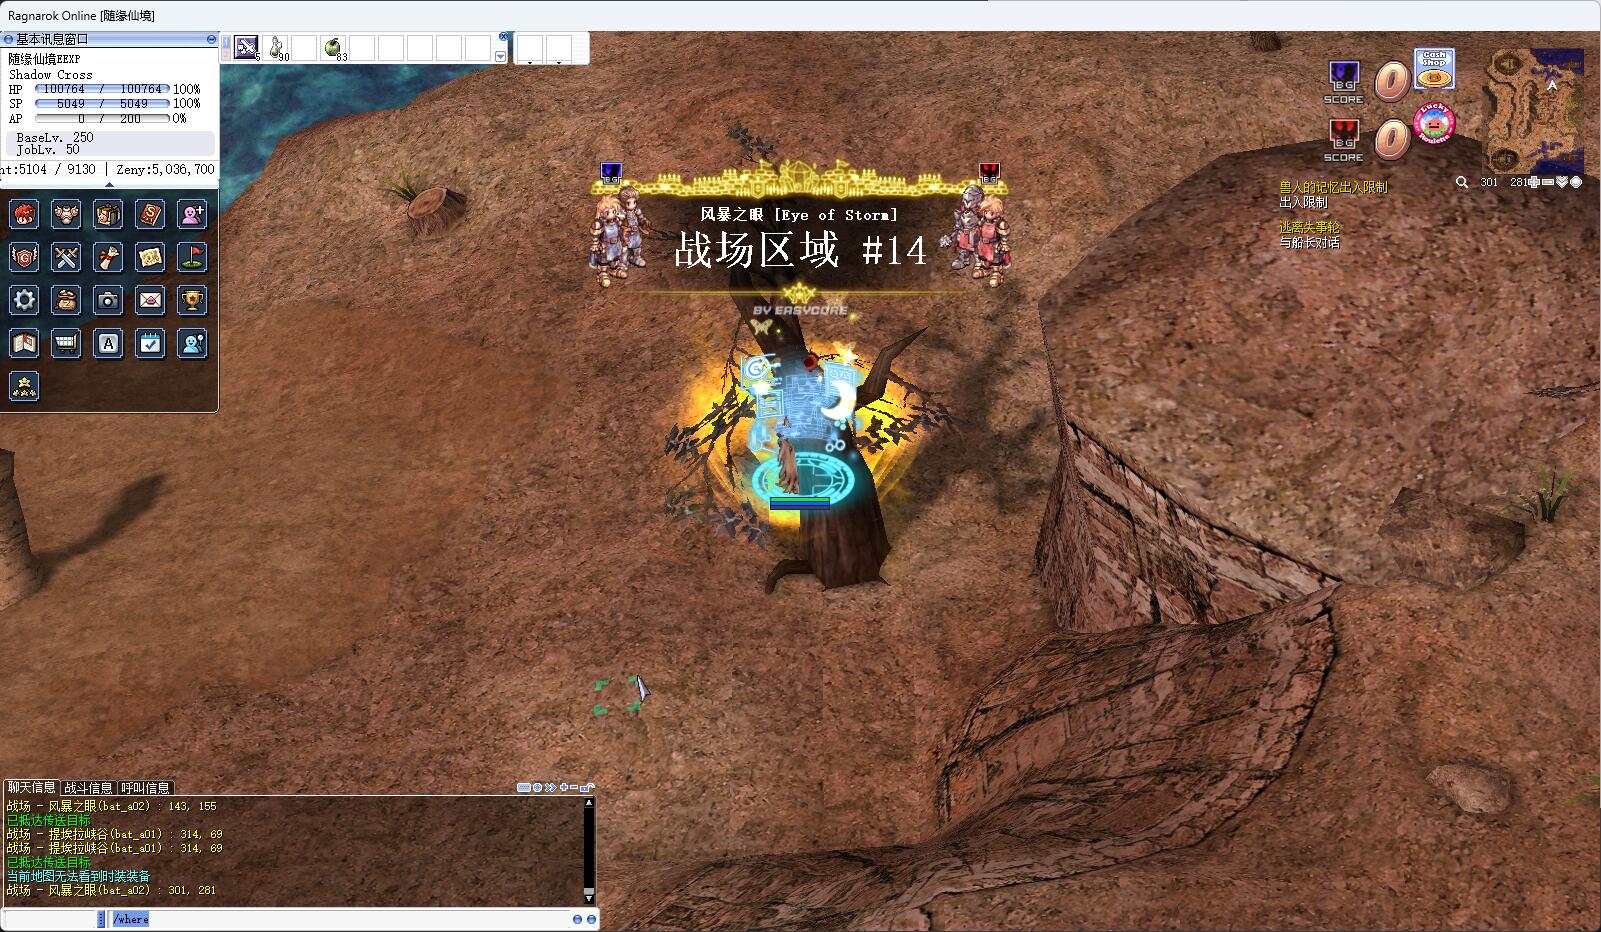 Ragnarok Online [随缘仙境]
基本讯息窗口
随缘仙境EEXP
Shadow Cross
HP 100764 / 100764 100%
SP 5049 / 5049 100%
AP 0 / 200 0%
BaseLv. 250
JobLv. 50
nt:5104 / 9130 | Zeny:5,036,700
5
90
83
BG
SCORE
0
Cash Shop
BG
SCORE
0
Lucky Roulette
301 281
兽人的记忆出入限制
出入限制
逃离失事轮
与船长对话
BG
BG
风暴之眼 [Eye of Storm]
战场区域 #14
BY EASYCORE
聊天信息 战斗信息 呼叫信息
战场 - 风暴之眼(bat_a02) : 143, 155
已抵达传送目标
战场 - 提埃拉峡谷(bat_a01) : 314, 69
战场 - 提埃拉峡谷(bat_a01) : 314, 69
已抵达传送目标
当前地图无法看到时装装备
战场 - 风暴之眼(bat_a02) : 301, 281
/where